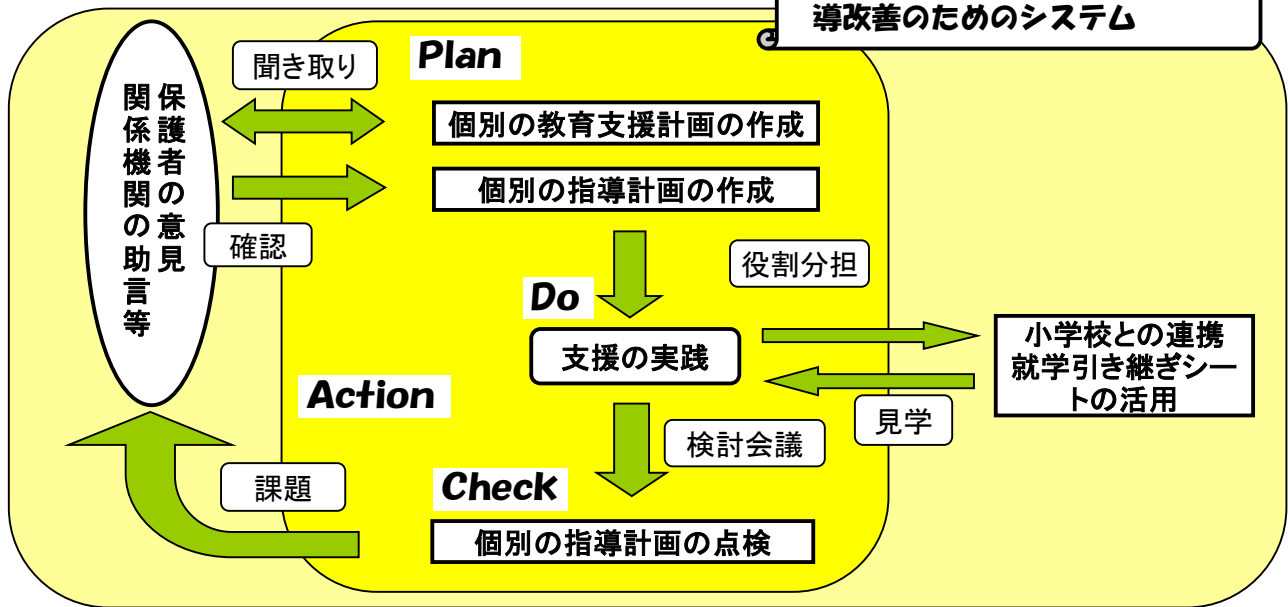 導改善のためのシステム
聞き取り
Plan
保護者の意見
関係機関の助言等
個別の教育支援計画の作成
個別の指導計画の作成
確認
役割分担
Do
支援の実践
小学校との連携
就学引き継ぎシー
トの活用
Action
見学
検討会議
課題
Check
個別の指導計画の点検